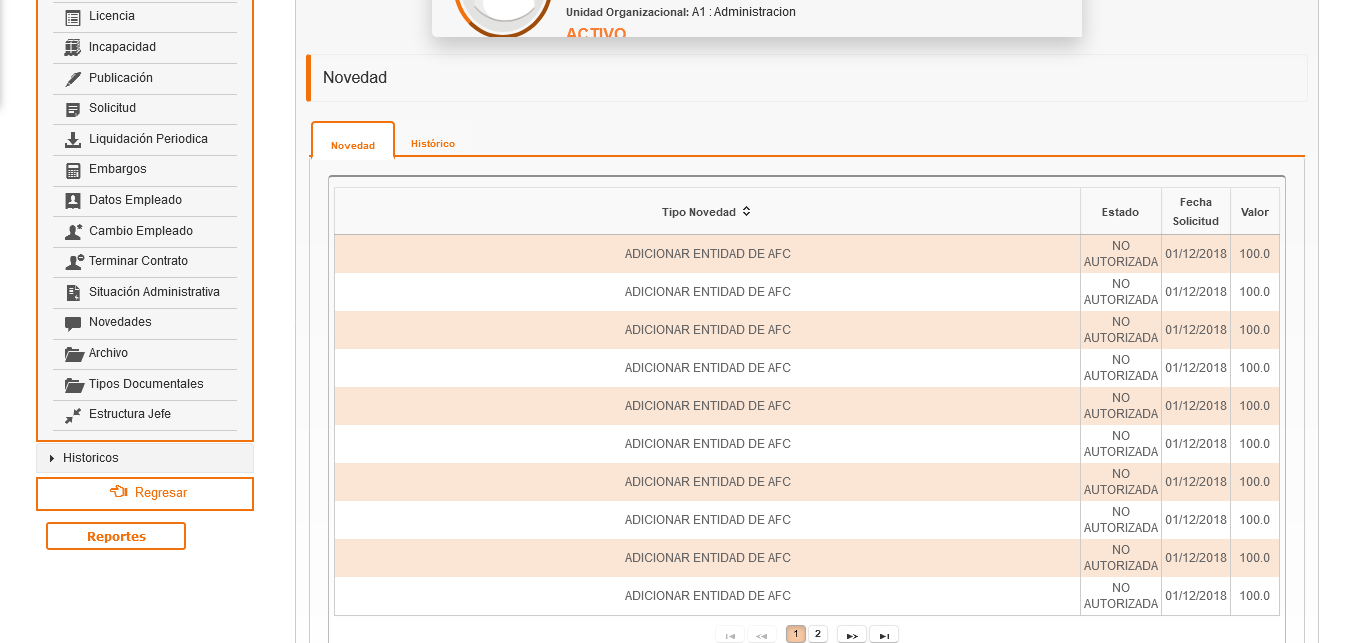 Licencia
Incapacidad
Publicación
Solicitud
Liquidación Periodica
Embargos
Datos Empleado
Cambio Empleado
Terminar Contrato
Situación Administrativa
Novedades
Archivo
Tipos Documentales
Estructura Jefe
Historicos
Regresar
Reportes
Unidad Organizacional: A1 : Administracion
ACTIVO
Novedad
Novedad Histórico
Tipo Novedad Estado Fecha Solicitud Valor
ADICIONAR ENTIDAD DE AFC NO AUTORIZADA 01/12/2018 100.0
ADICIONAR ENTIDAD DE AFC NO AUTORIZADA 01/12/2018 100.0
ADICIONAR ENTIDAD DE AFC NO AUTORIZADA 01/12/2018 100.0
ADICIONAR ENTIDAD DE AFC NO AUTORIZADA 01/12/2018 100.0
ADICIONAR ENTIDAD DE AFC NO AUTORIZADA 01/12/2018 100.0
ADICIONAR ENTIDAD DE AFC NO AUTORIZADA 01/12/2018 100.0
ADICIONAR ENTIDAD DE AFC NO AUTORIZADA 01/12/2018 100.0
ADICIONAR ENTIDAD DE AFC NO AUTORIZADA 01/12/2018 100.0
ADICIONAR ENTIDAD DE AFC NO AUTORIZADA 01/12/2018 100.0
ADICIONAR ENTIDAD DE AFC NO AUTORIZADA 01/12/2018 100.0
1 2